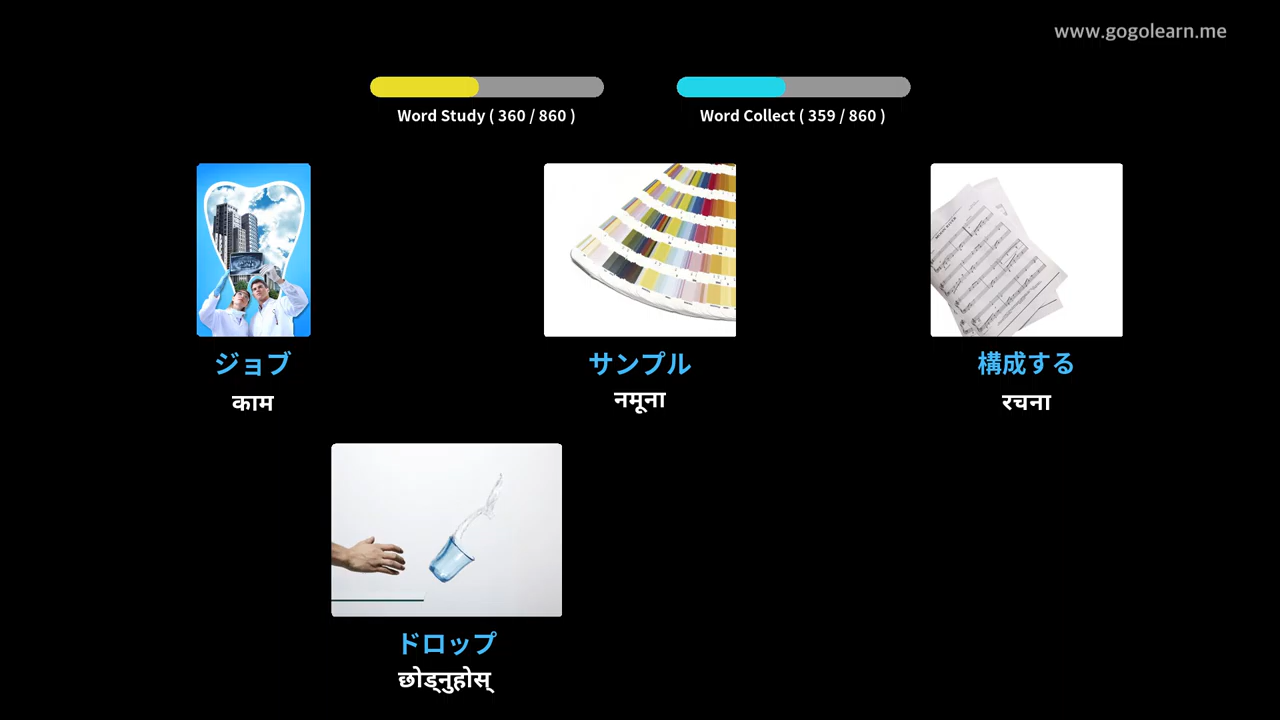 www.gogolearn.me
Word Study ( 360 / 860 )
Word Collect ( 359 / 860 )
ジョブ
काम
サンプル
नमूना
構成する
रचना
ドロップ
छोड्नुहोस्